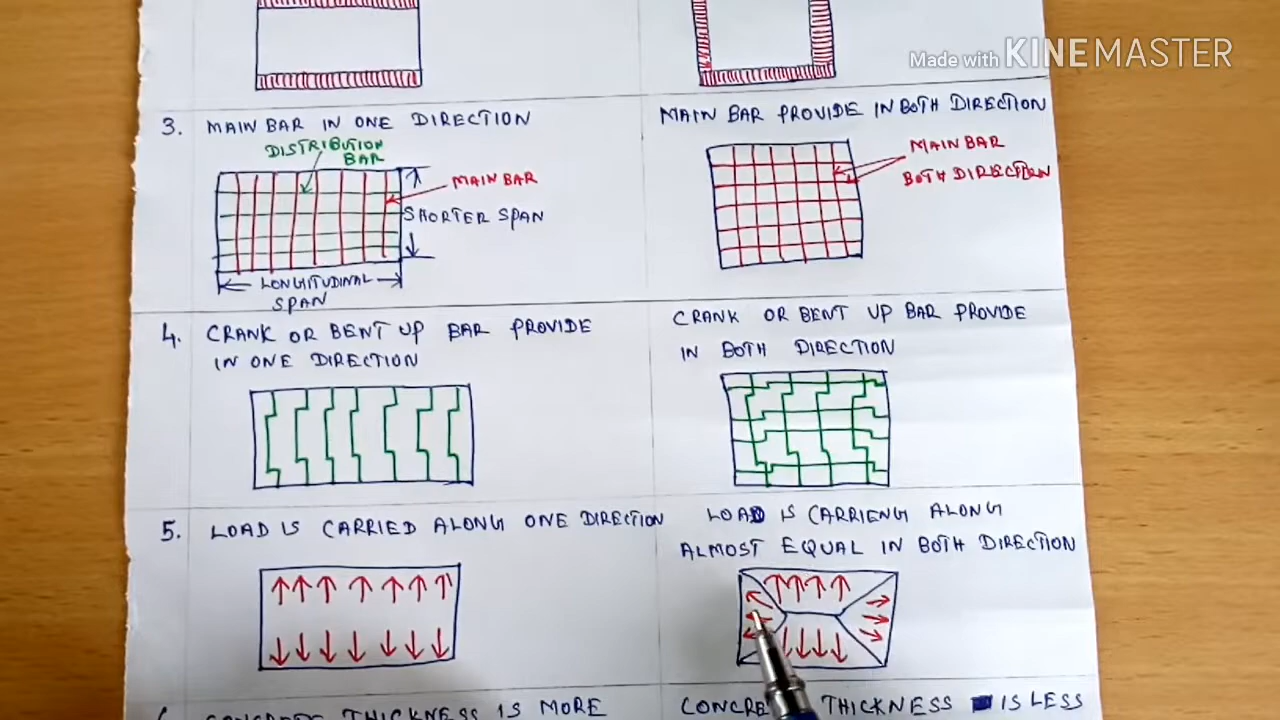 Made with KINEMASTER
3. MAIN BAR IN ONE DIRECTION
DISTRIBUTION
BAR
MAIN BAR
SHORTER SPAN
LONGITUDINAL
SPAN
MAIN BAR PROVIDE IN BOTH DIRECTION
MAIN BAR
BOTH DIRECTION
4. CRANK OR BENT UP BAR PROVIDE
IN ONE DIRECTION
CRANK OR BENT UP BAR PROVIDE
IN BOTH DIRECTION
5. LOAD IS CARRIED ALONG ONE DIRECTION
LOAD IS CARRIENG ALONG
ALMOST EQUAL IN BOTH DIRECTION
CONCRETE THICKNESS IS MORE
THICKNESS IS LESS